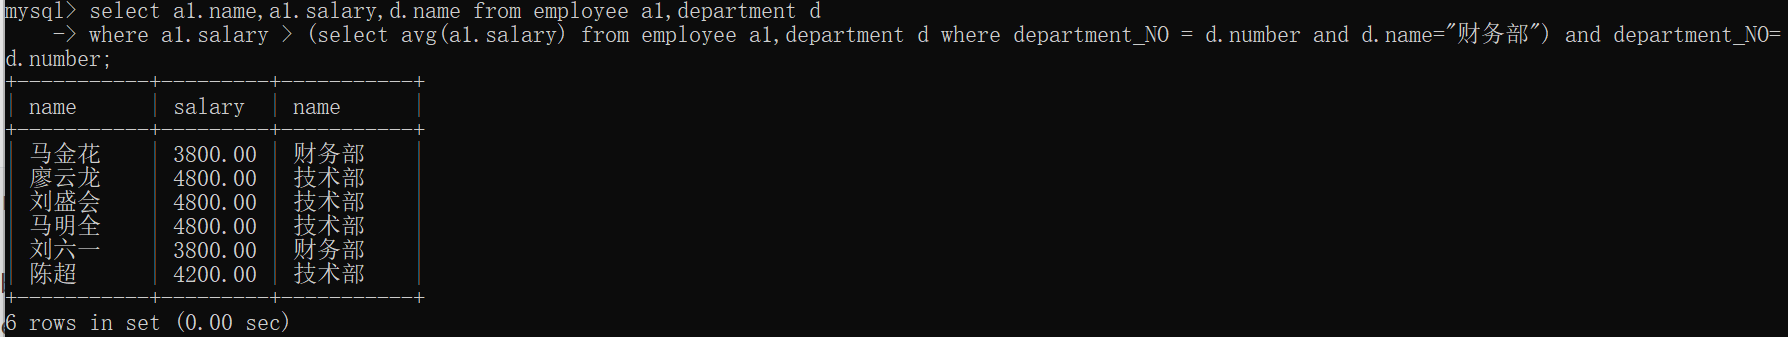 mysql> select a1.name,a1.salary,d.name from employee a1,department d
    -> where a1.salary > (select avg(a1.salary) from employee a1,department d where department_NO = d.number and d.name="财务部") and department_NO=
d.number;
+-----------+---------+-----------+
| name      | salary  | name      |
+-----------+---------+-----------+
| 马金花    | 3800.00 | 财务部    |
| 廖云龙    | 4800.00 | 技术部    |
| 刘盛会    | 4800.00 | 技术部    |
| 马明全    | 4800.00 | 技术部    |
| 刘六一    | 3800.00 | 财务部    |
| 陈超      | 4200.00 | 技术部    |
+-----------+---------+-----------+
6 rows in set (0.00 sec)